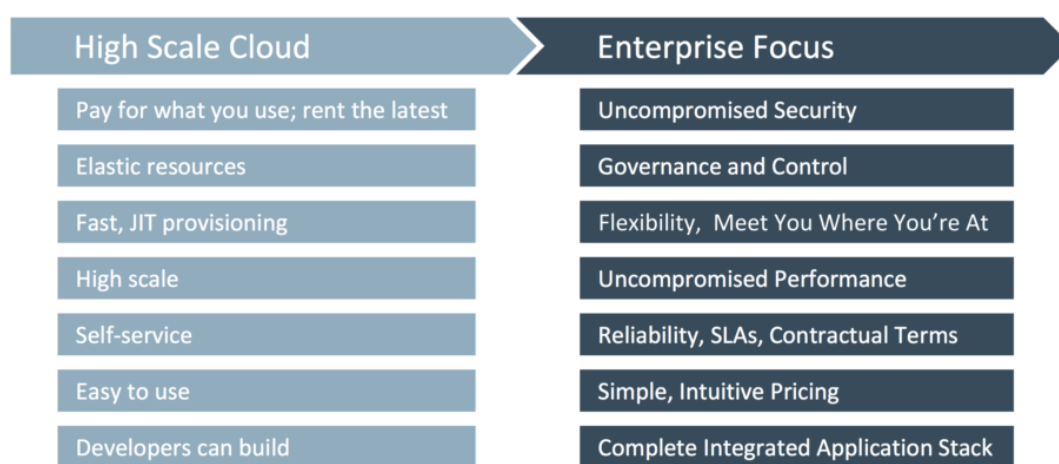 High Scale Cloud
Pay for what you use; rent the latest
Elastic resources
Fast, JIT provisioning
High scale
Self-service
Easy to use
Developers can build
Enterprise Focus
Uncompromised Security
Governance and Control
Flexibility,  Meet You Where You’re At
Uncompromised Performance
Reliability, SLAs, Contractual Terms
Simple, Intuitive Pricing
Complete Integrated Application Stack